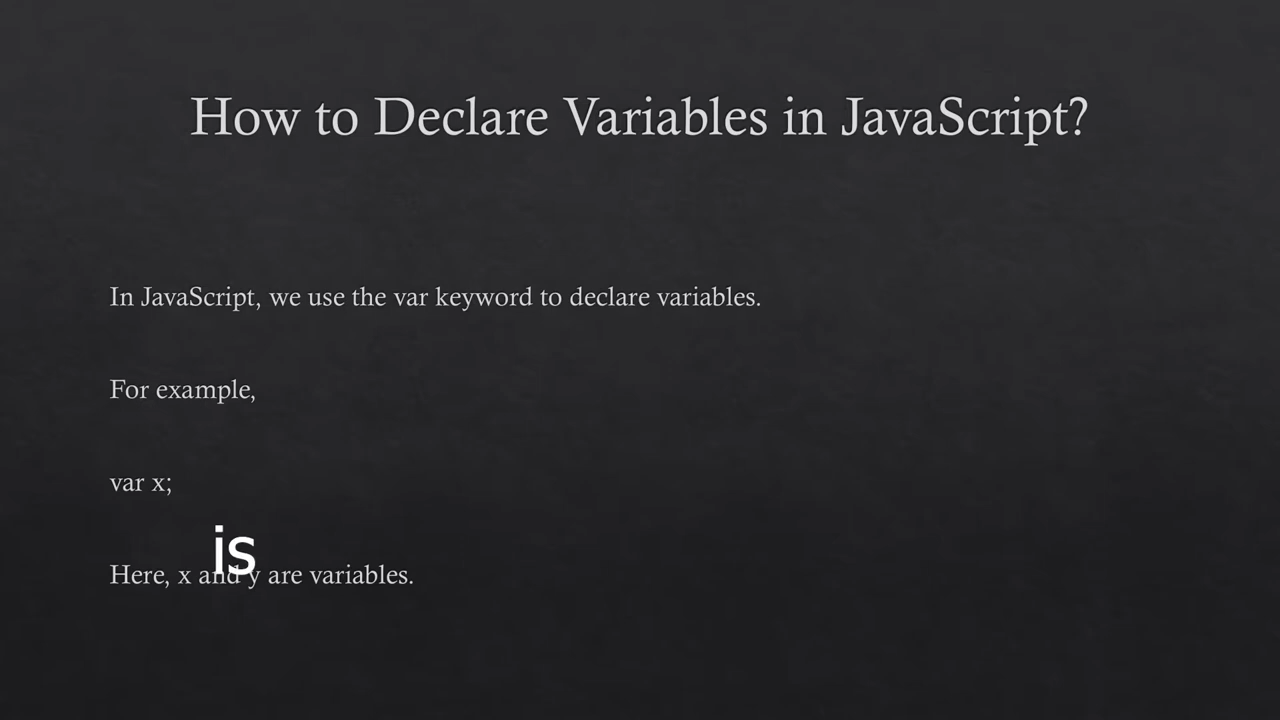 How to Declare Variables in JavaScript?
In JavaScript, we use the var keyword to declare variables.
For example,
var x;
is
Here, x and y are variables.